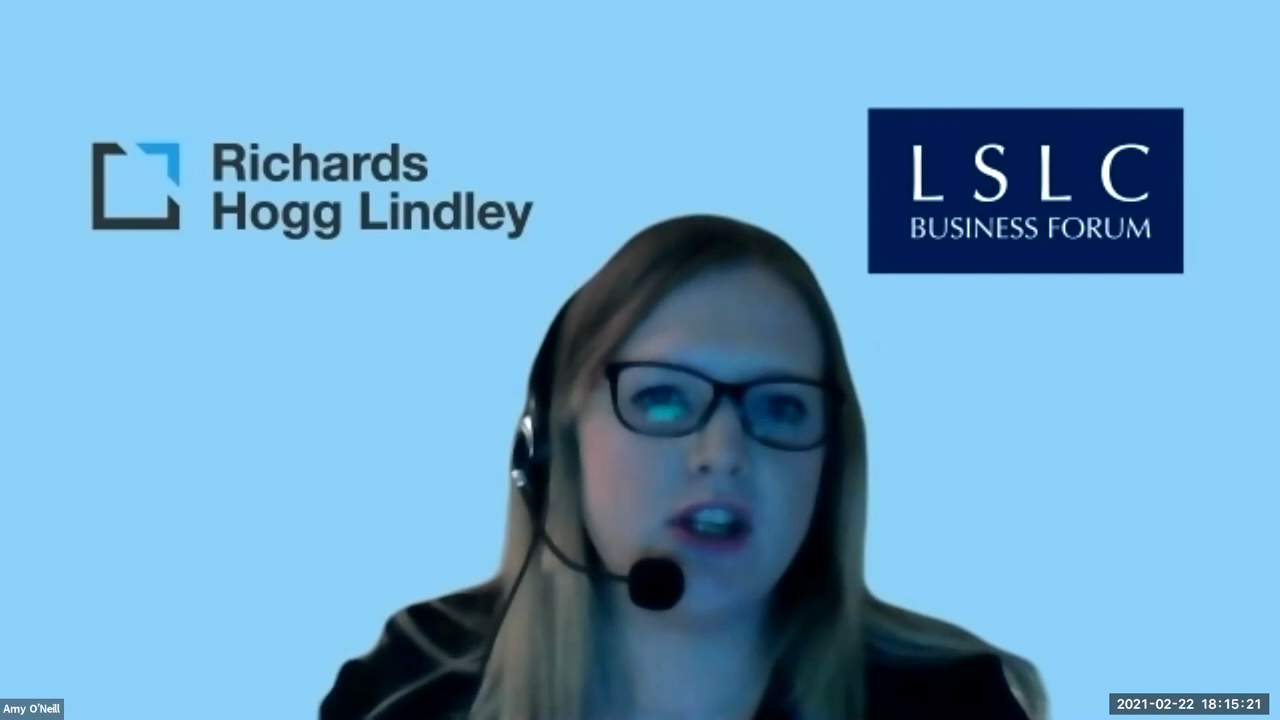 Richards
Hogg Lindley
LSLC
BUSINESS FORUM
Amy O'Neill
2021-02-22 18:15:21